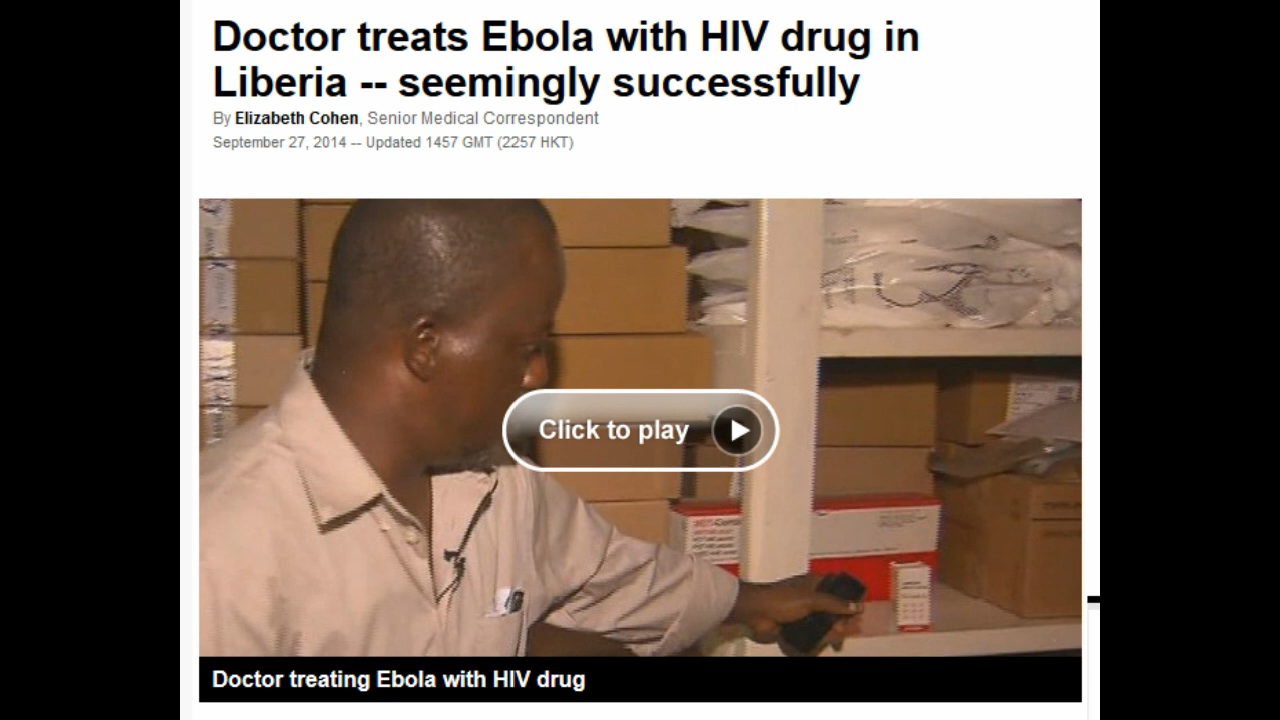 Doctor treats Ebola with HIV drug in
Liberia -- seemingly successfully
By Elizabeth Cohen, Senior Medical Correspondent
September 27, 2014 -- Updated 1457 GMT (2257 HKT)
Click to play
Doctor treating Ebola with HIV drug